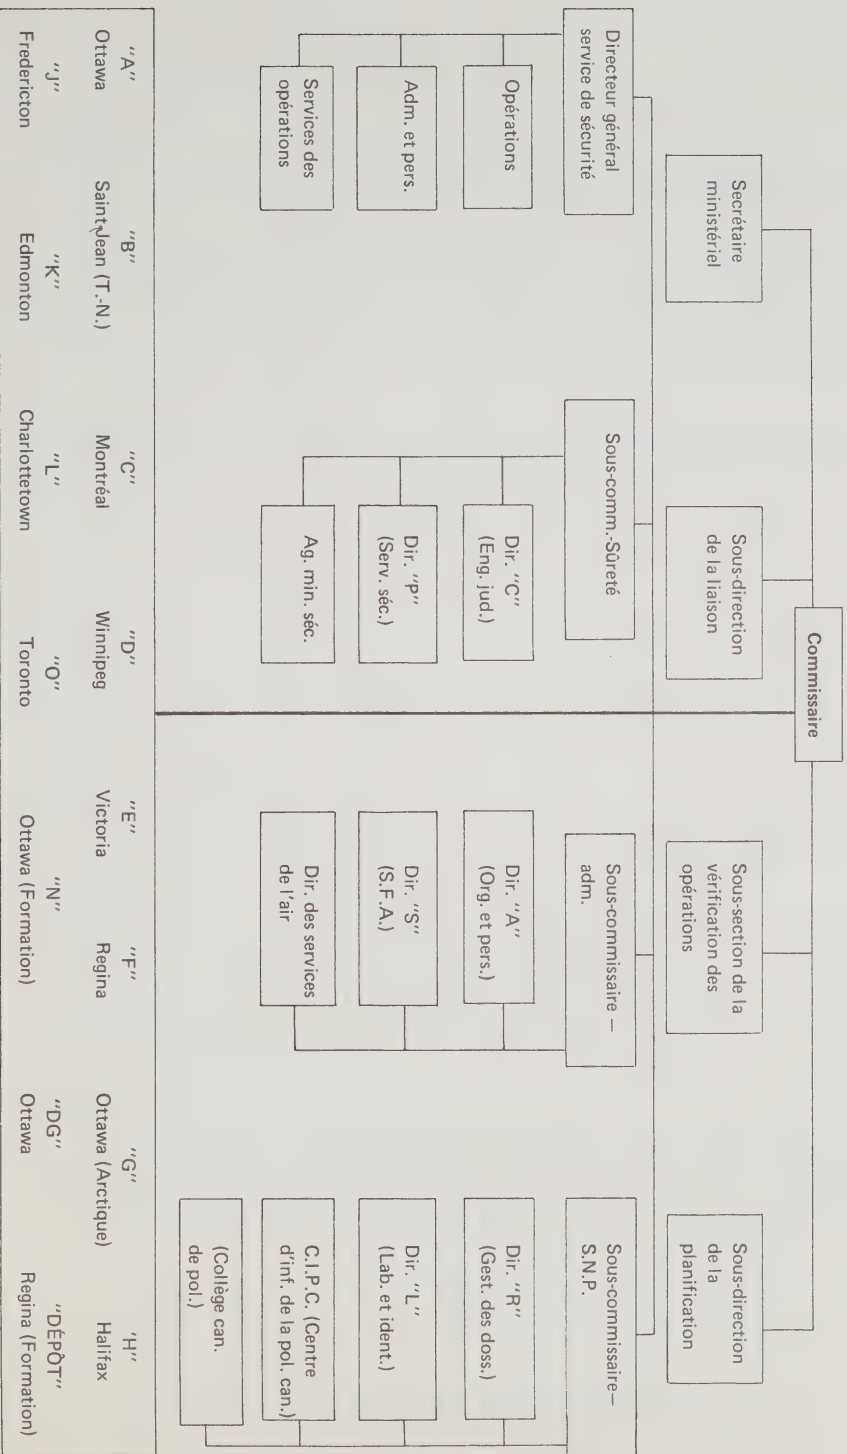 Commissaire
Secrétaire
ministériel
Sous-direction
de la liaison
Sous-section de la
vérification des
opérations
Sous-direction
de la
planification
Directeur général
service de sécurité
Sous-comm.-Sûreté
Sous-commissaire —
adm.
Sous-commissaire—
S.N.P.
Opérations
Adm. et pers.
Services des
opérations
Dir. "C"
(Eng. jud.)
Dir. "P"
(Serv. séc.)
Ag. min. séc.
Dir. "A"
(Org. et pers.)
Dir. "S"
(S.F.A.)
Dir. des services
de l'air
Dir. "R"
(Gest. des doss.)
Dir. "L"
(Lab. et ident.)
C.I.P.C. (Centre
d'inf. de la pol. can.)
(Collège can.
de pol.)
"A" "B" "C" "D" "E" "F" "G" 'H"
Ottawa Saint-Jean (T.-N.) Montréal Winnipeg Victoria Regina Ottawa (Arctique) Halifax
"J" "K" "L" "O" "N" "DG" "DÉPÔT"
Fredericton Edmonton Charlottetown Toronto Ottawa (Formation) Ottawa Regina (Formation)